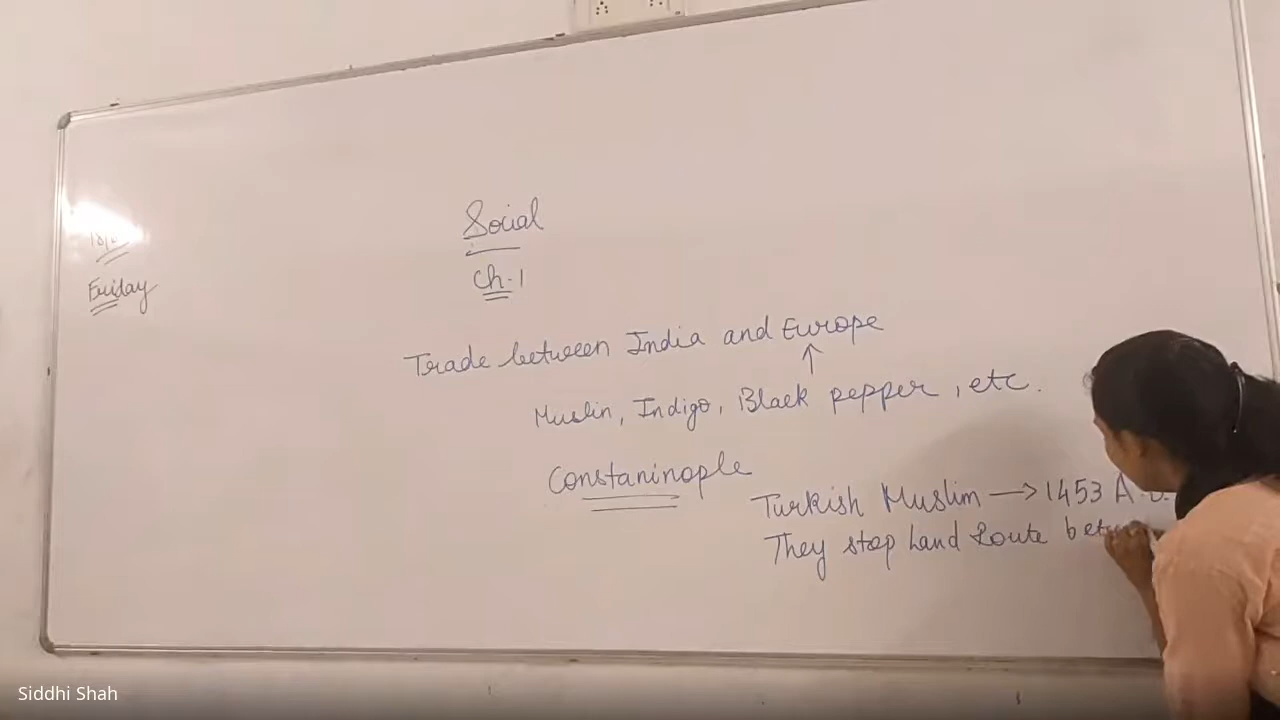 Social
Friday
Ch.1
Trade between India and Europe
Muslin, Indigo, Black pepper, etc.
Constaninople
Turkish Muslim → 1453 A.D.
They stop Land Route
Siddhi Shah